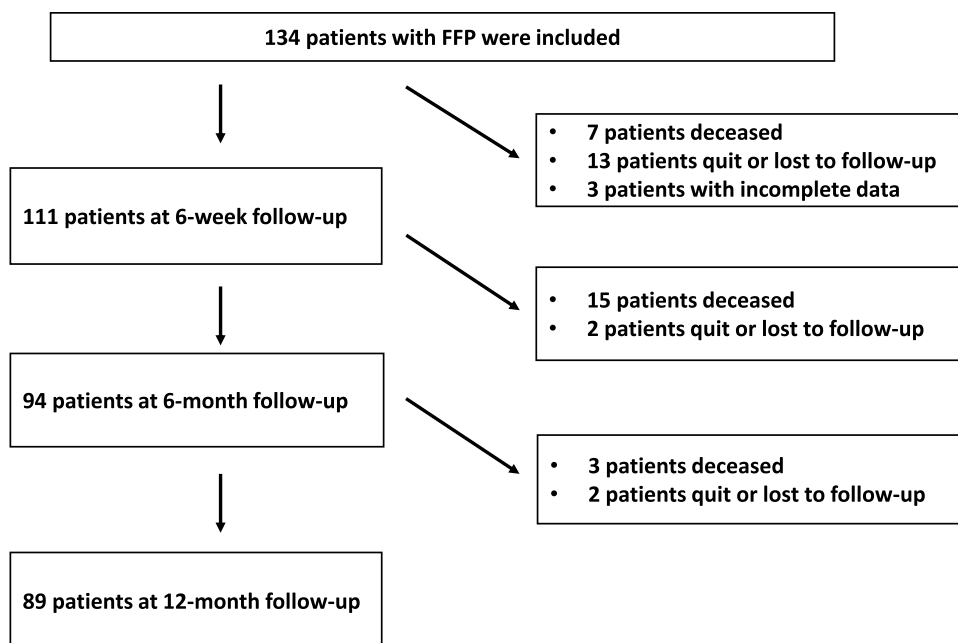 134 patients with FFP were included
• 7 patients deceased
• 13 patients quit or lost to follow-up
• 3 patients with incomplete data
111 patients at 6-week follow-up
• 15 patients deceased
• 2 patients quit or lost to follow-up
94 patients at 6-month follow-up
• 3 patients deceased
• 2 patients quit or lost to follow-up
89 patients at 12-month follow-up